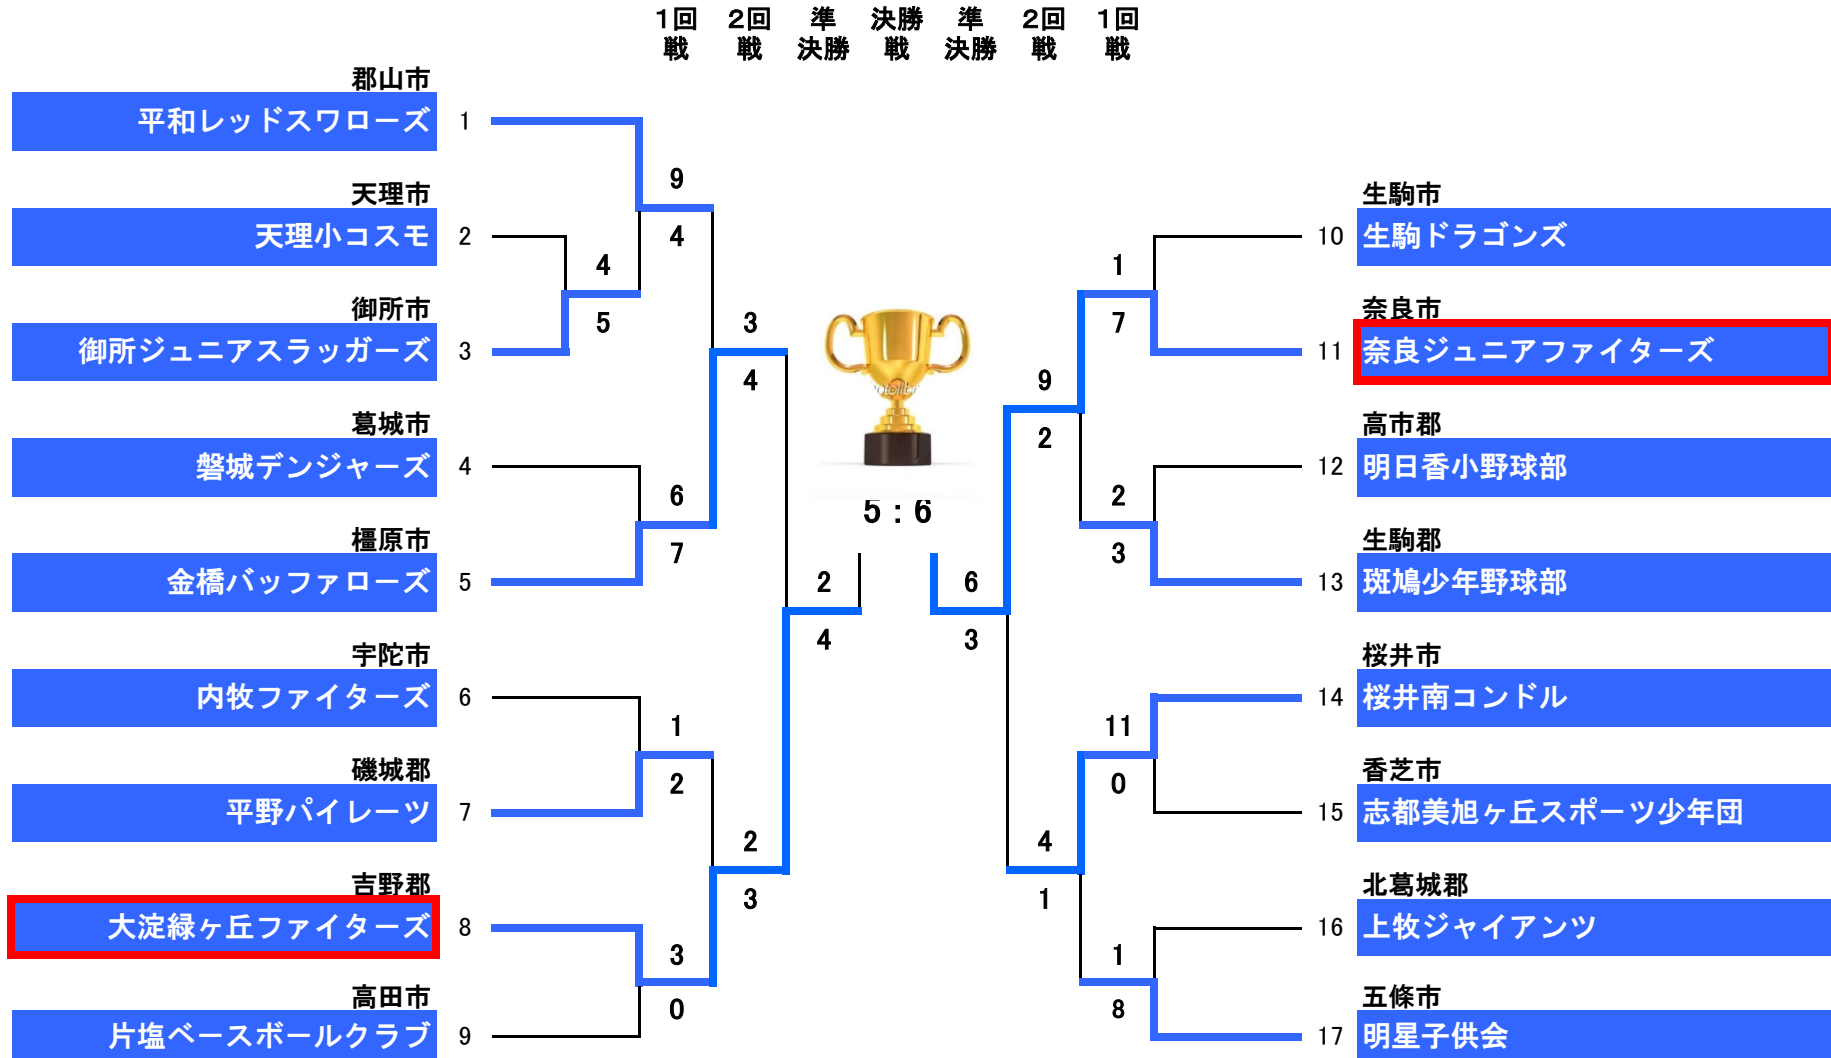 1回戦 2回戦 準決勝 決勝戦 準決勝 2回戦 1回戦
郡山市
平和レッドスワローズ 1
9
天理市 生駒市
天理小コスモ 2 4 10 生駒ドラゴンズ
4 1
御所市 奈良市
5 3 7
御所ジュニアスラッガーズ 3 11 奈良ジュニアファイターズ
4 9
葛城市 高市郡
2
磐城デンジャーズ 4 12 明日香小野球部
6 2
5:6
橿原市 生駒郡
7 3
金橋バッファローズ 5 2 6 13 斑鳩少年野球部
4 3
宇陀市 桜井市
内牧ファイターズ 6 14 桜井南コンドル
1 11
磯城郡 香芝市
2 0
平野パイレーツ 7 15 志都美旭ヶ丘スポーツ少年団
2 4
吉野郡 北葛城郡
3 1
大淀緑ヶ丘ファイターズ 8 16 上牧ジャイアンツ
3 1
高田市 五條市
0 8
片塩ベースボールクラブ 9 17 明星子供会